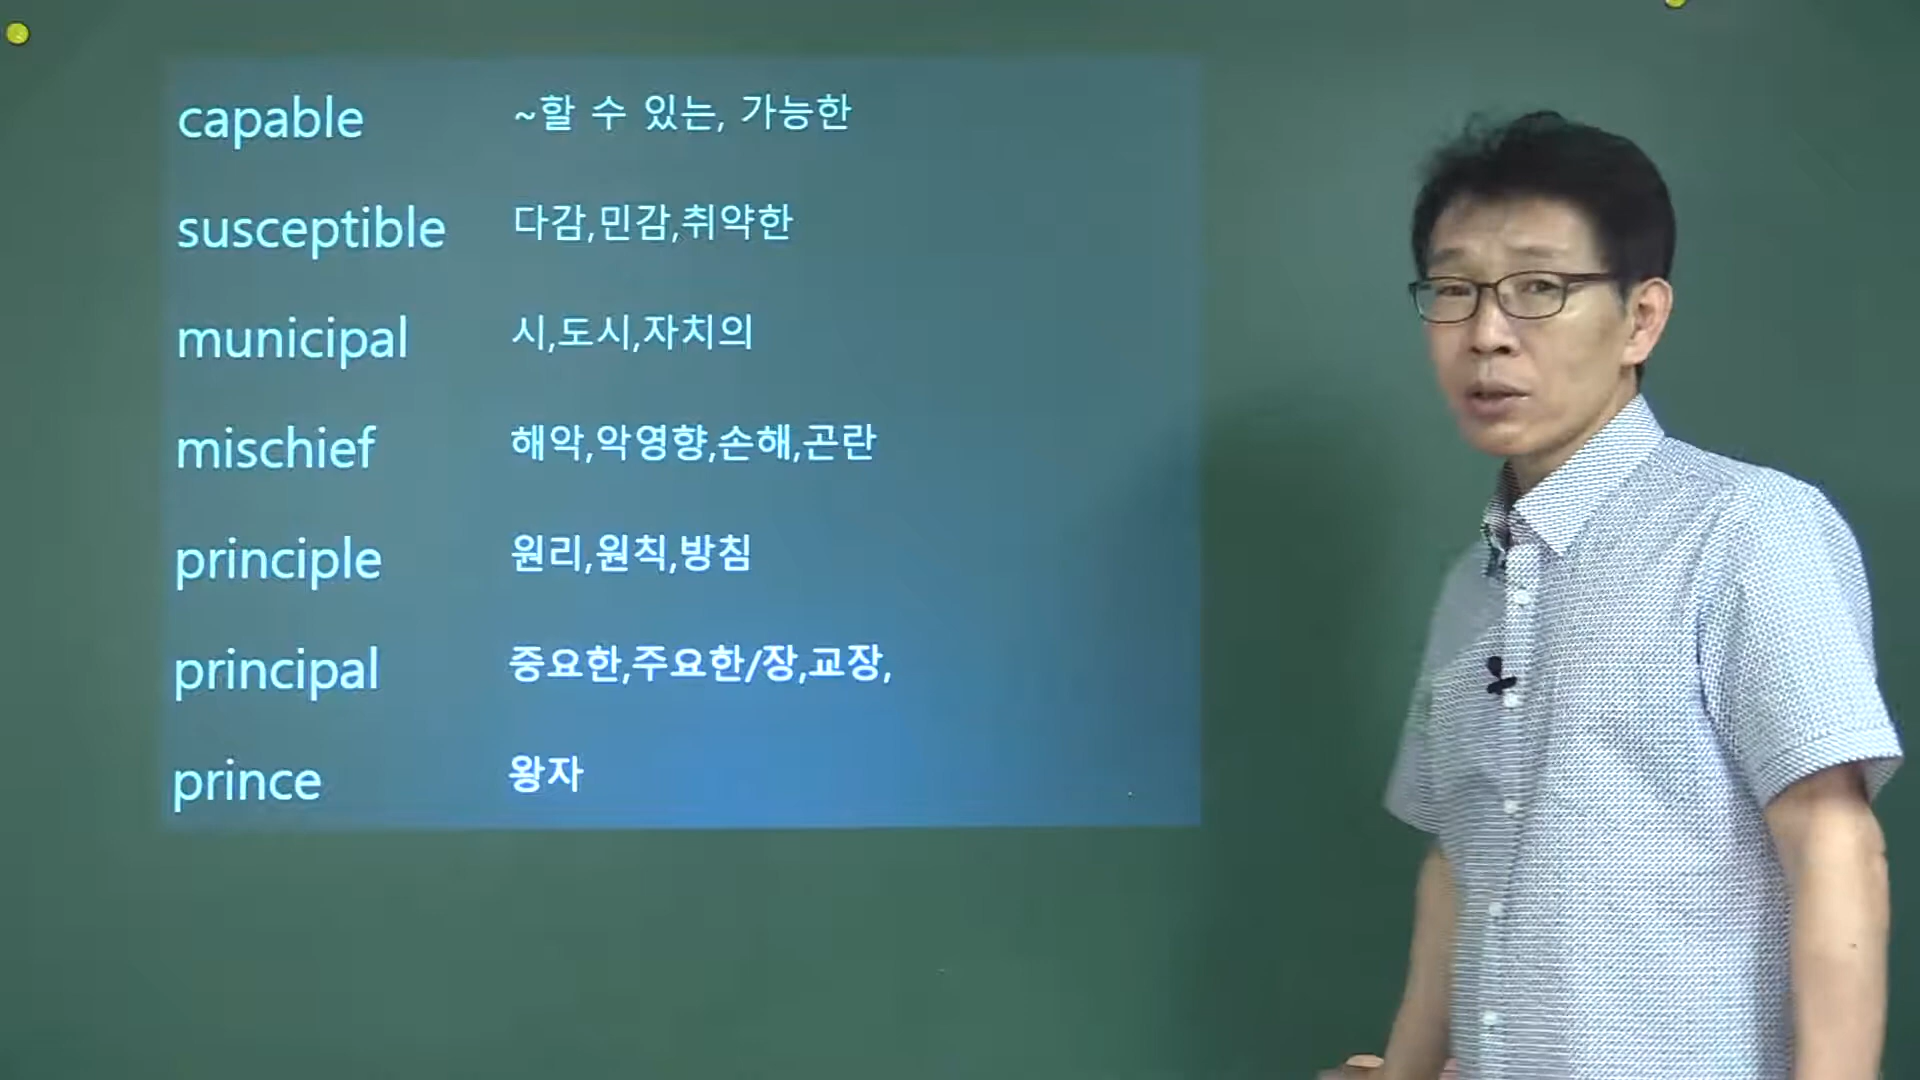 capable ~할 수 있는, 가능한
susceptible 다감,민감,취약한
municipal 시,도시,자치의
mischief 해악,악영향,손해,곤란
principle 원리,원칙,방침
principal 중요한,주요한/장,교장,
prince 왕자